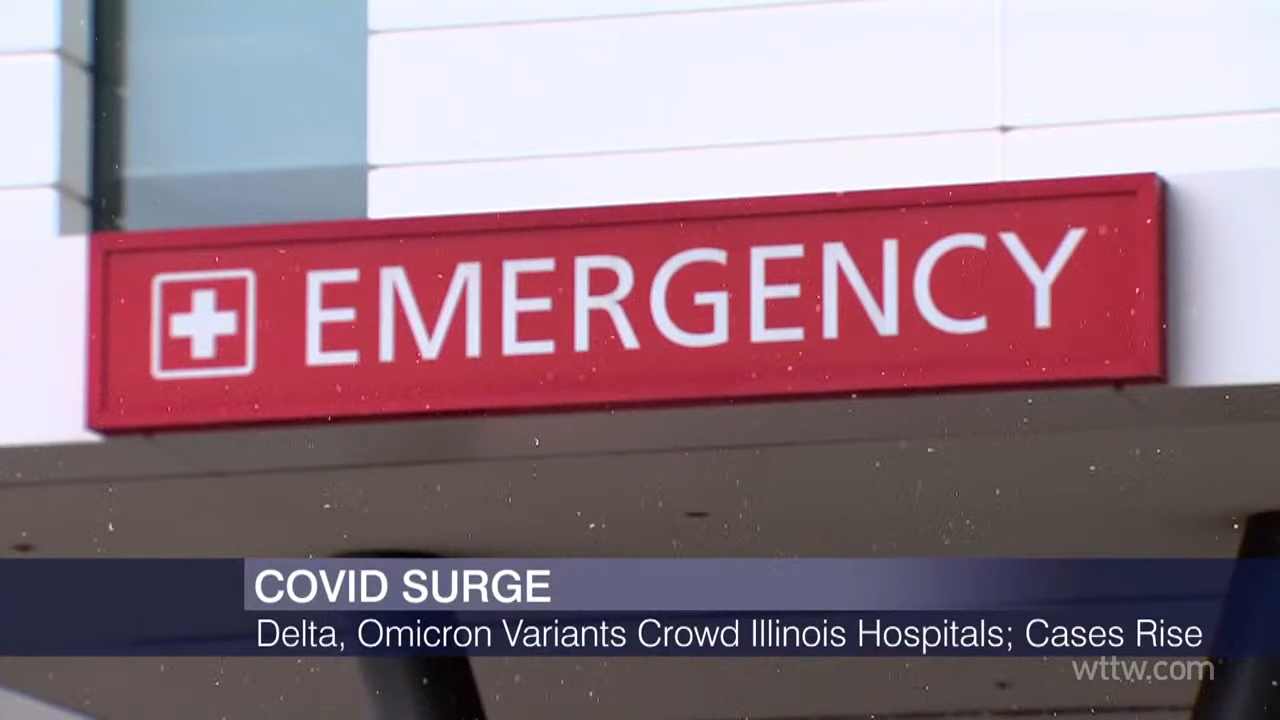 EMERGENCY
COVID SURGE
Delta, Omicron Variants Crowd Illinois Hospitals; Cases Rise
wttw.com